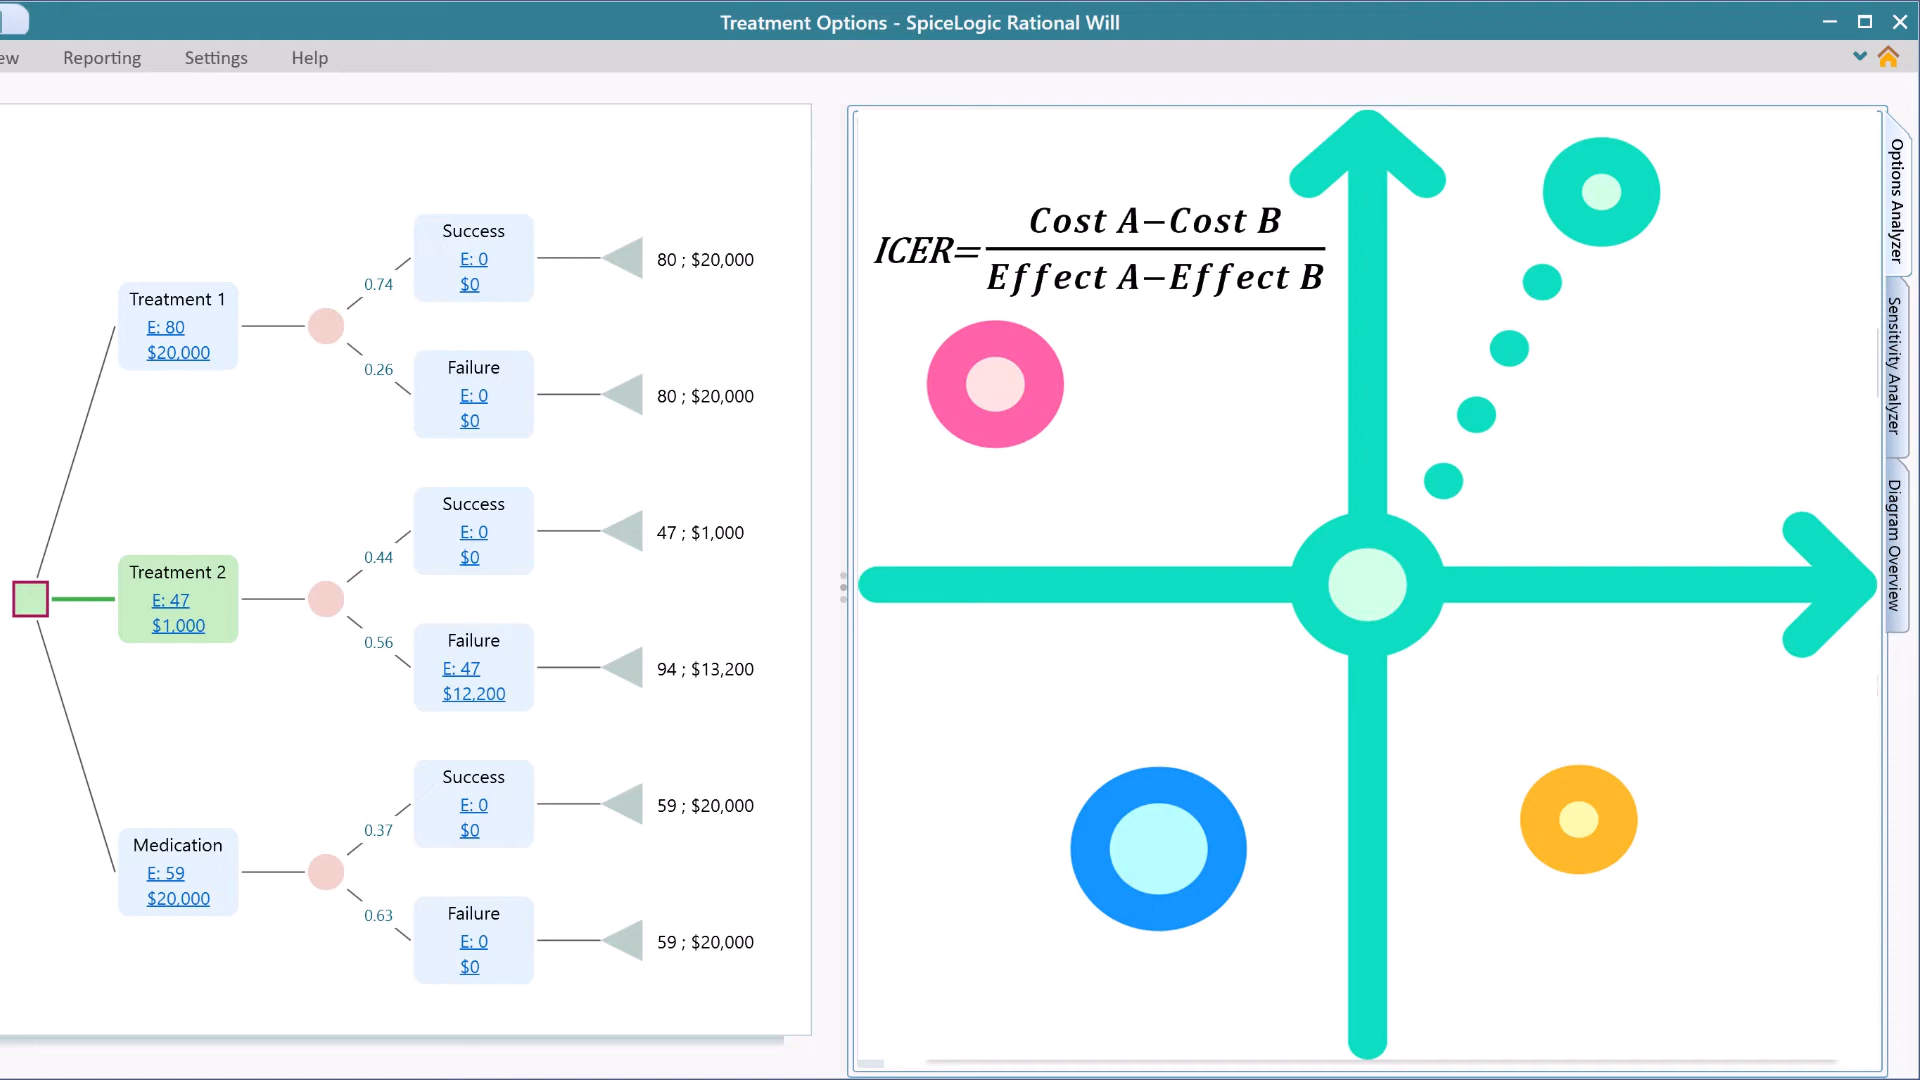 Treatment Options - SpiceLogic Rational Will
ew Reporting Settings Help
Treatment 1
E: 80
$20,000
0.74
0.26
Success
E: 0
$0
80 ; $20,000
Failure
E: 0
$0
80 ; $20,000
Treatment 2
E: 47
$1,000
0.44
0.56
Success
E: 0
$0
47 ; $1,000
Failure
E: 47
$12,200
94 ; $13,200
Medication
E: 59
$20,000
0.37
0.63
Success
E: 0
$0
59 ; $20,000
Failure
E: 0
$0
59 ; $20,000
Cost A–Cost B
ICER=
Effect A–Effect B
Options Analyzer
Sensitivity Analyzer
Diagram Overview